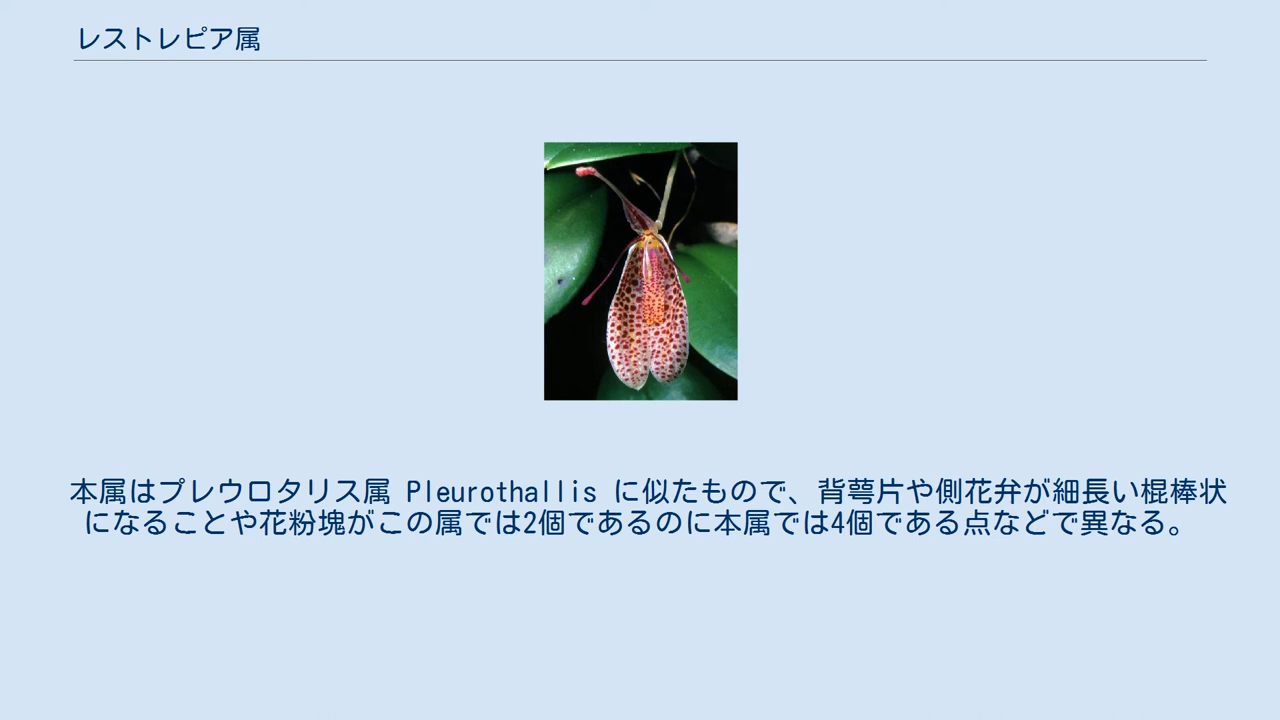 レストレピア属
本属はプレウロタリス属 Pleurothallis に似たもので、背萼片や側花弁が細長い棍棒状
になることや花粉塊がこの属では2個であるのに本属では4個である点などで異なる。